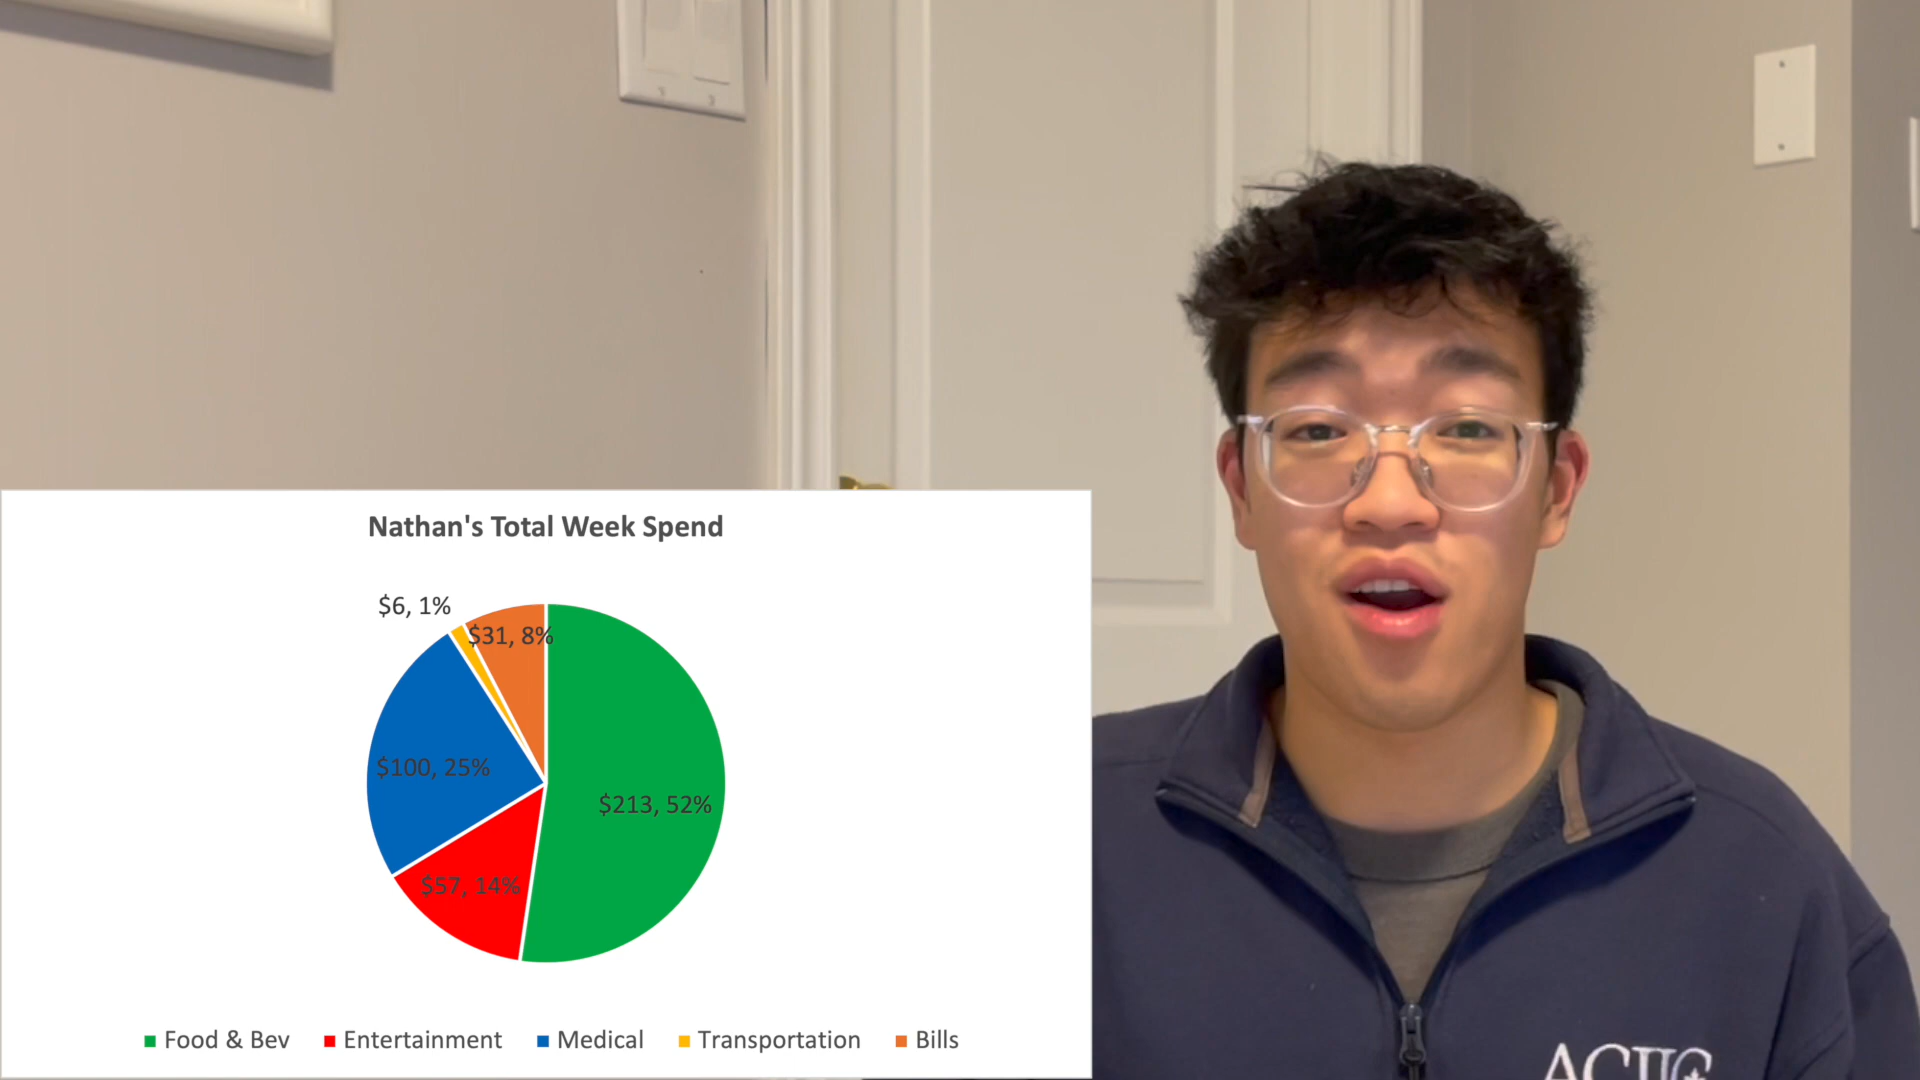 Nathan's Total Week Spend
$6, 1%
$31, 8%
$100, 25%
$213, 52%
$57, 14%
Food & Bev Entertainment Medical Transportation Bills